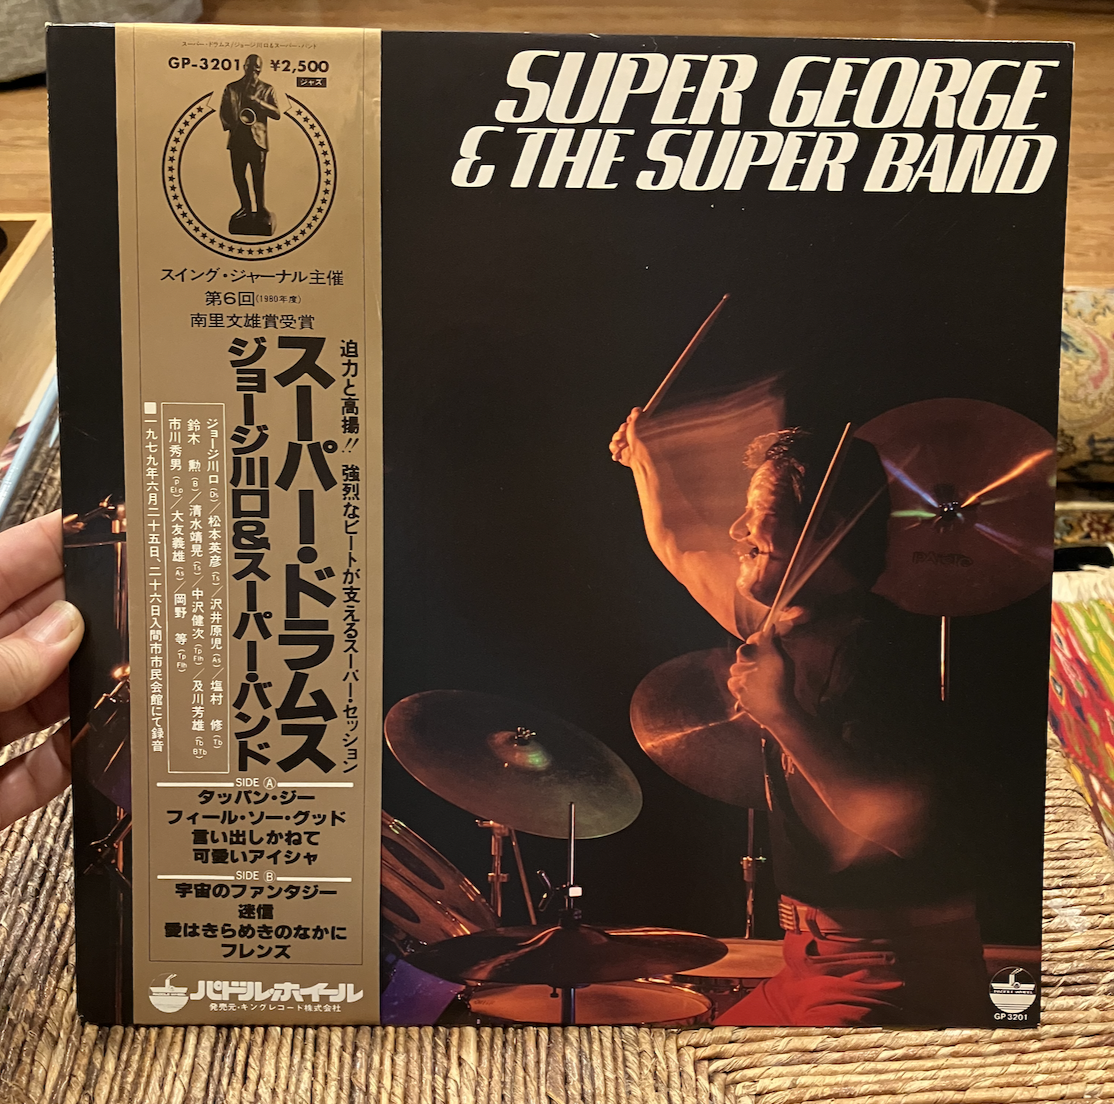 SUPER GEORGE
& THE SUPER BAND
スーパー・ドラムス/ジョージ川口&スーパー・バンド
GP-3201 ¥2,500
ジャズ
スイング・ジャーナル主催
第6回(1980年度)
南里文雄賞受賞
迫力と高揚!! 強烈なビートが支えるスーパー・セッション
スーパー・ドラムス
ジョージ川口&スーパー・バンド
ジョージ川口(Ds)/松本英彦(Ts)/沢井原児(As)/塩村 修(Tb)
鈴木 勲(B)/清水靖晃(Ts)/中沢健次(Tp Flh)/及川芳雄(Tb BTb)
市川秀男(P El.p)/大友義雄(As)/岡野 等(Tp Flh)
■一九七九年六月二十五日、二十六日入間市市民会館にて録音
SIDE A
タッパン・ジー
フィール・ソー・グッド
言い出しかねて
可愛いアイシャ
SIDE B
宇宙のファンタジー
迷信
愛はきらめきのなかに
フレンズ
PADDLE WHEEL
パドルホイール
発売元・キングレコード株式会社
PADDLE WHEEL
GP 3201